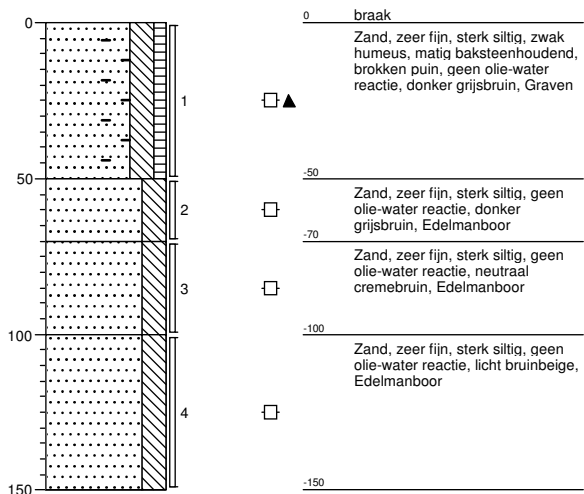 0
0
braak
Zand, zeer fijn, sterk siltig, zwak
humeus, matig baksteenhoudend,
brokken puin, geen olie-water
reactie, donker grijsbruin, Graven
1
50
-50
Zand, zeer fijn, sterk siltig, geen
olie-water reactie, donker
grijsbruin, Edelmanboor
2
-70
Zand, zeer fijn, sterk siltig, geen
olie-water reactie, neutraal
cremebruin, Edelmanboor
3
100
-100
Zand, zeer fijn, sterk siltig, geen
olie-water reactie, licht bruinbeige,
Edelmanboor
4
150
-150